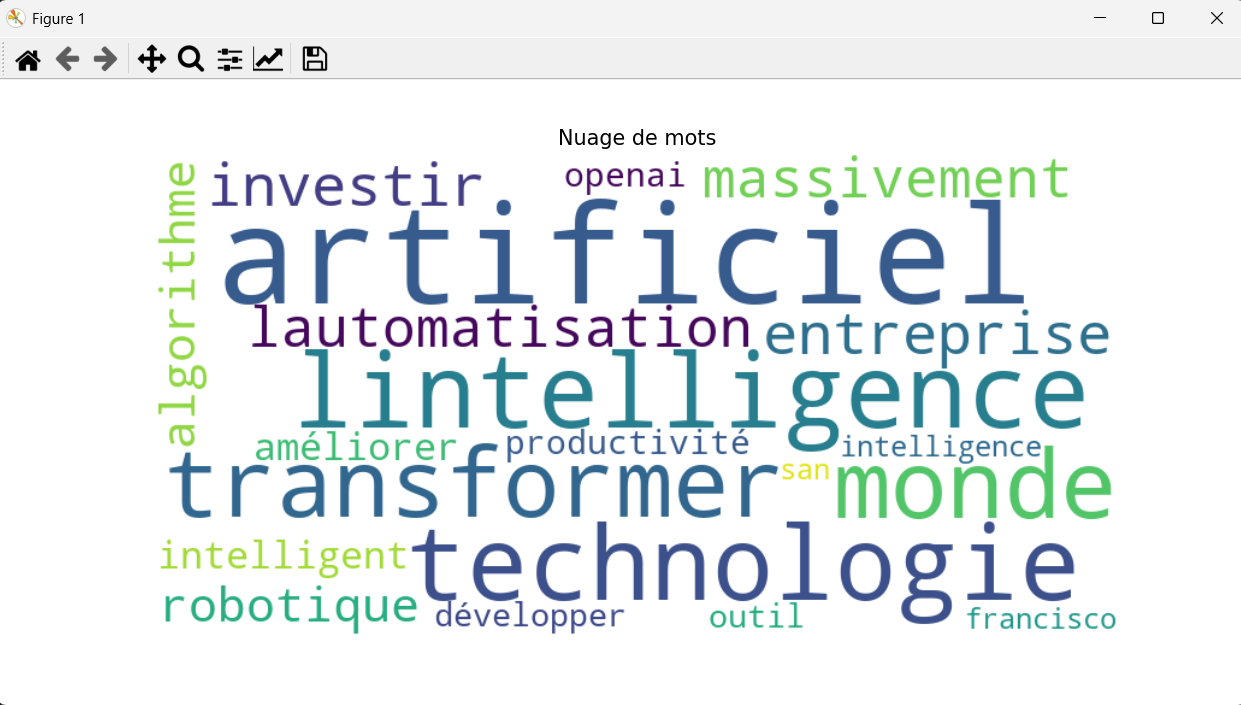 Figure 1
Nuage de mots
investir openai massivement
algorithme
artificiel
lautomatisation entreprise
lintelligence
améliorer productivité intelligence
transformer san monde
intelligent technologie
robotique développer outil francisco